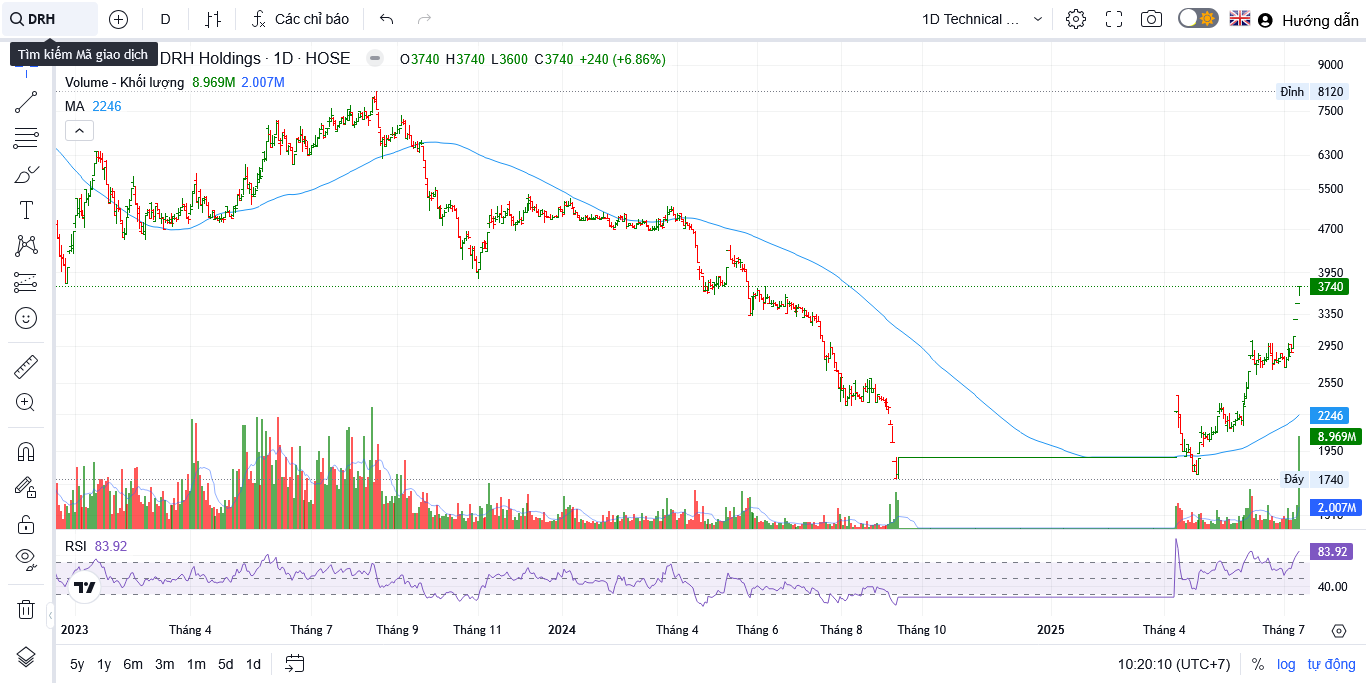 DRH
D
Các chỉ báo
1D Technical ...
Hướng dẫn
Tìm kiếm Mã giao dịch
DRH Holdings · 1D · HOSE
O3740 H3740 L3600 C3740 +240 (+6.86%)
Volume - Khối lượng 8.969M 2.007M
MA 2246
9000
Đỉnh 8120
7500
6300
5500
4700
3950
3740
3350
2950
2550
2246
8.969M
1950
Đáy 1740
2.007M
RSI 83.92
83.92
40.00
2023 Tháng 4 Tháng 7 Tháng 9 Tháng 11 2024 Tháng 4 Tháng 6 Tháng 8 Tháng 10 2025 Tháng 4 Tháng 7
5y 1y 6m 3m 1m 5d 1d
10:20:10 (UTC+7) % log tự động